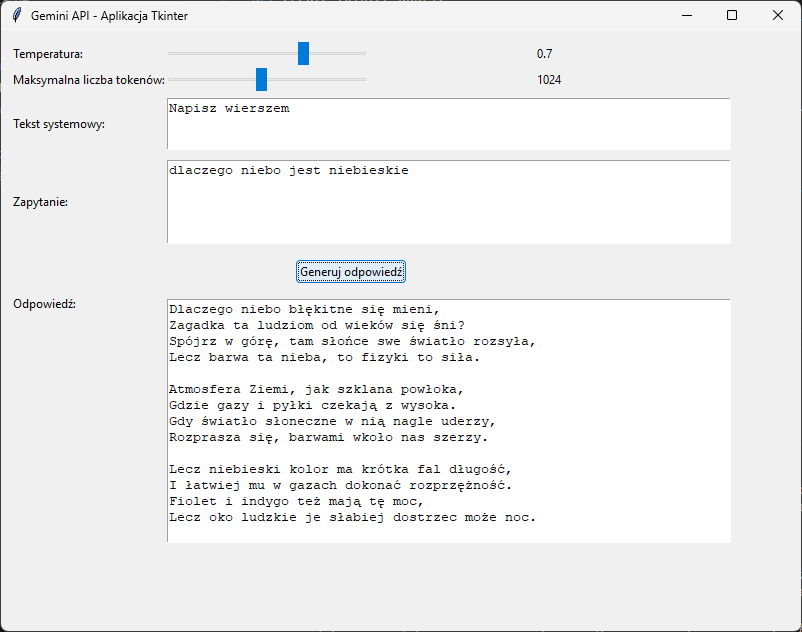 Gemini API - Aplikacja Tkinter
Temperatura:
0.7
Maksymalna liczba tokenów:
1024
Tekst systemowy:
Napisz wierszem
Zapytanie:
dlaczego niebo jest niebieskie
Generuj odpowiedź
Odpowiedź:
Dlaczego niebo błękitne się mieni,
Zagadka ta ludziom od wieków się śni?
Spójrz w górę, tam słońce swe światło rozsyła,
Lecz barwa ta nieba, to fizyki to siła.
Atmosfera Ziemi, jak szklana powłoka,
Gdzie gazy i pyłki czekają z wysoka.
Gdy światło słoneczne w nią nagle uderzy,
Rozprasza się, barwami wkoło nas szerzy.
Lecz niebieski kolor ma krótka fal długość,
I łatwiej mu w gazach dokonać rozprzężność.
Fiolet i indygo też mają tę moc,
Lecz oko ludzkie je słabiej dostrzec może noc.